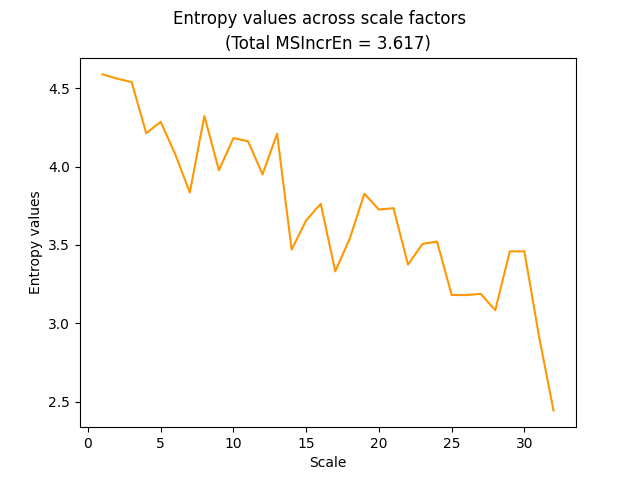 Entropy values across scale factors
(Total MSIncrEn = 3.617)
4.5
4.0
3.5
3.0
2.5
Entropy values
0 5 10 15 20 25 30
Scale